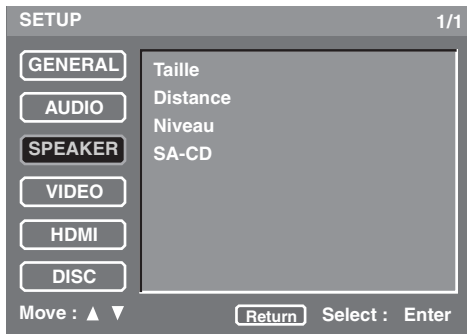 SETUP 1/1
GENERAL
AUDIO
SPEAKER
VIDEO
HDMI
DISC
Taille
Distance
Niveau
SA-CD
Move : ▲ ▼ Return Select : Enter